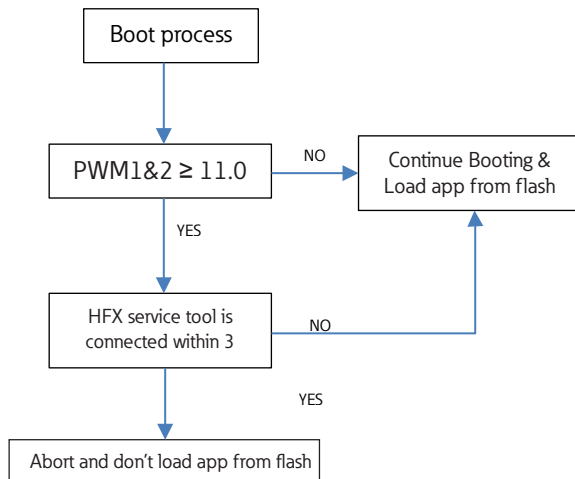 Boot process
PWM1&2 ≥ 11.0
NO
Continue Booting &
Load app from flash
YES
HFX service tool is
connected within 3
NO
YES
Abort and don't load app from flash